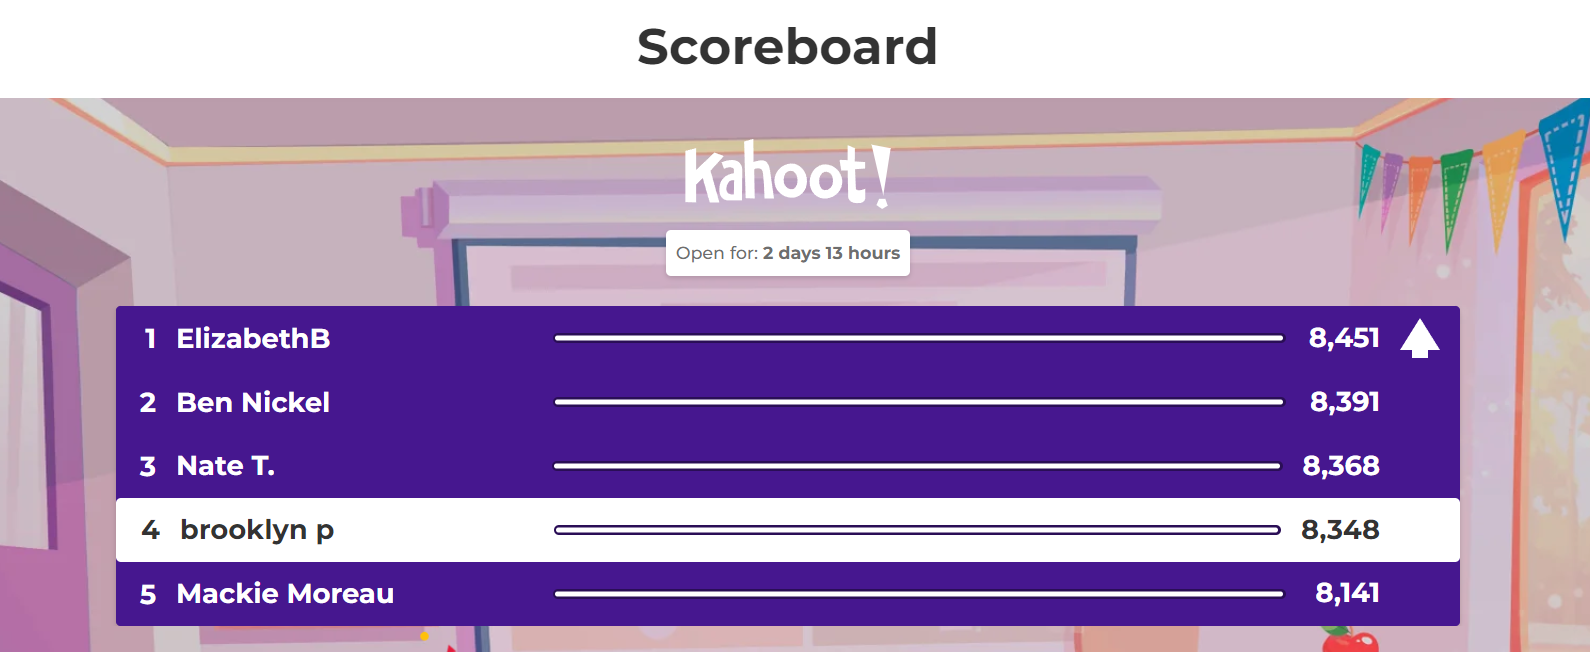 Scoreboard
Kahoot!
Open for: 2 days 13 hours
1 ElizabethB 8,451
2 Ben Nickel 8,391
3 Nate T. 8,368
4 brooklyn p 8,348
5 Mackie Moreau 8,141